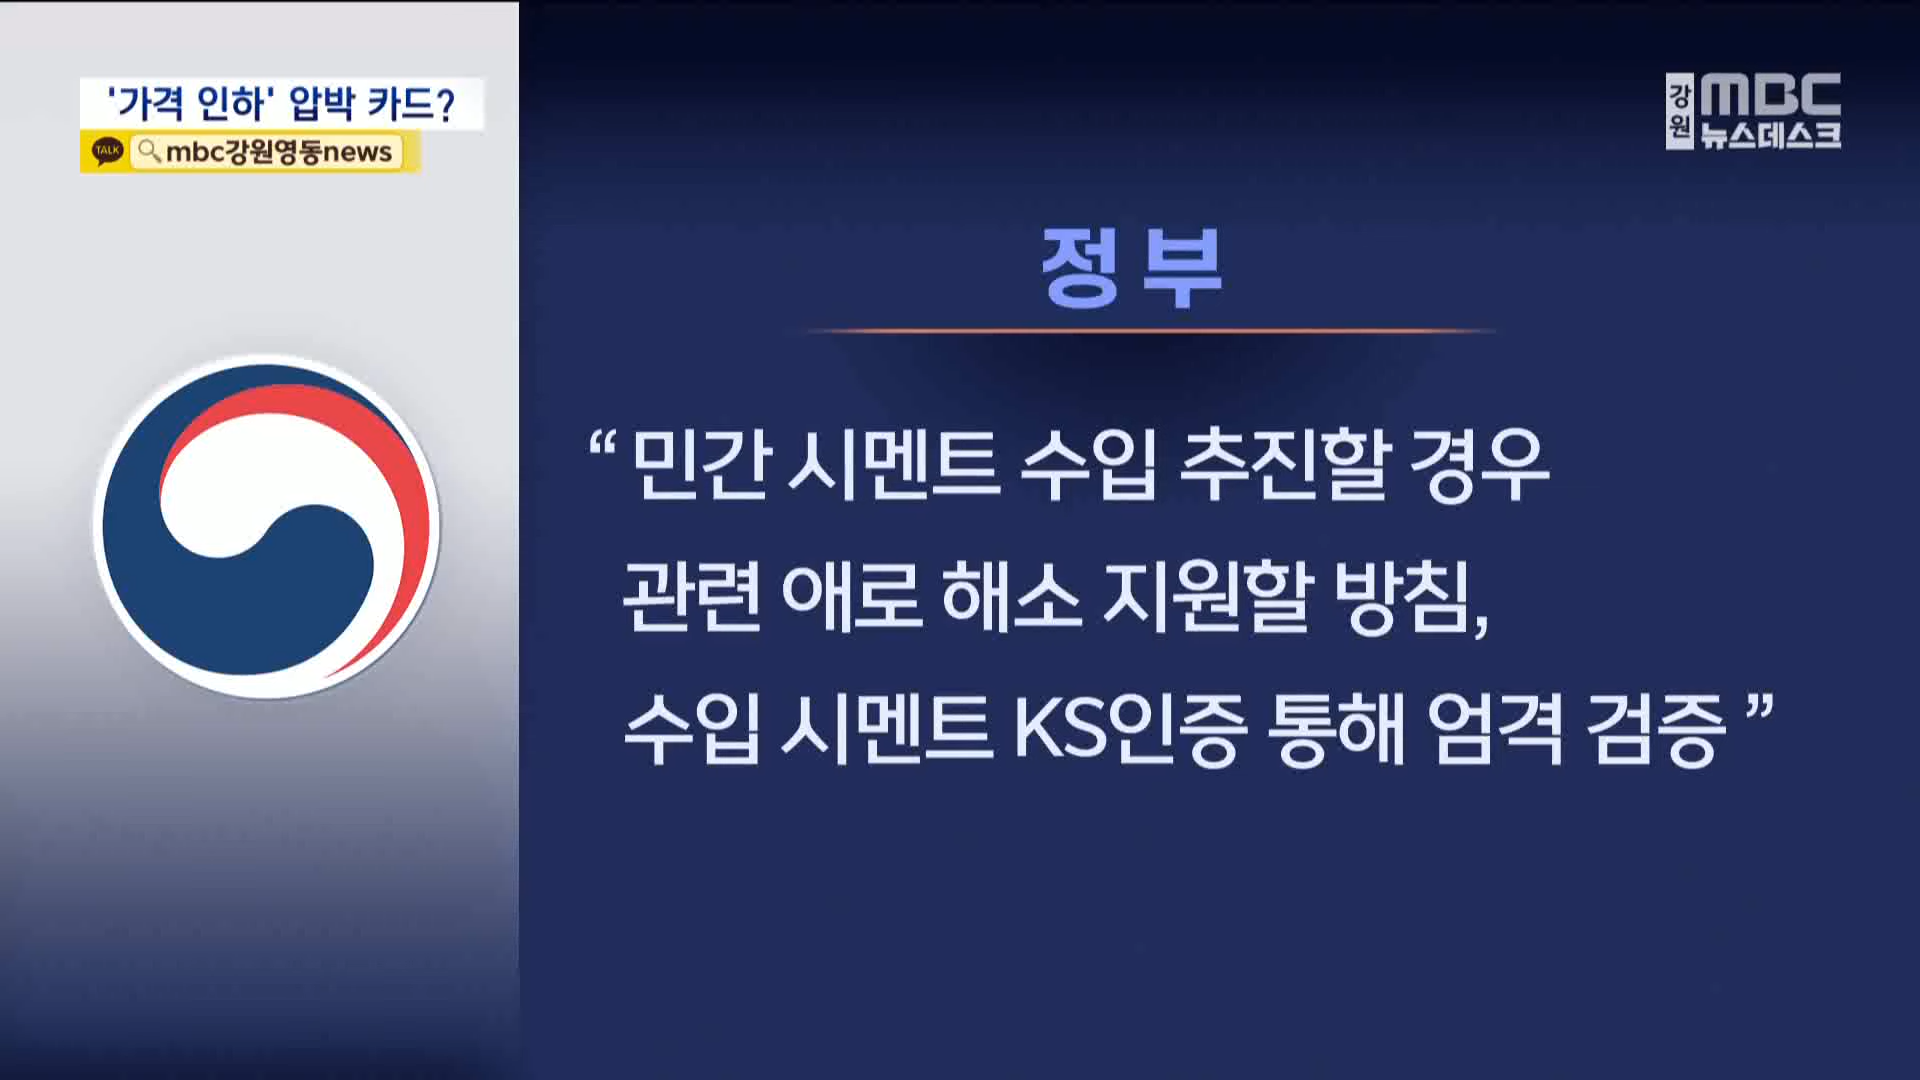 '가격 인하' 압박 카드?
TALK mbc강원영동news
강원 MBC
뉴스데스크
정부
“ 민간 시멘트 수입 추진할 경우
관련 애로 해소 지원할 방침,
수입 시멘트 KS인증 통해 엄격 검증 ”